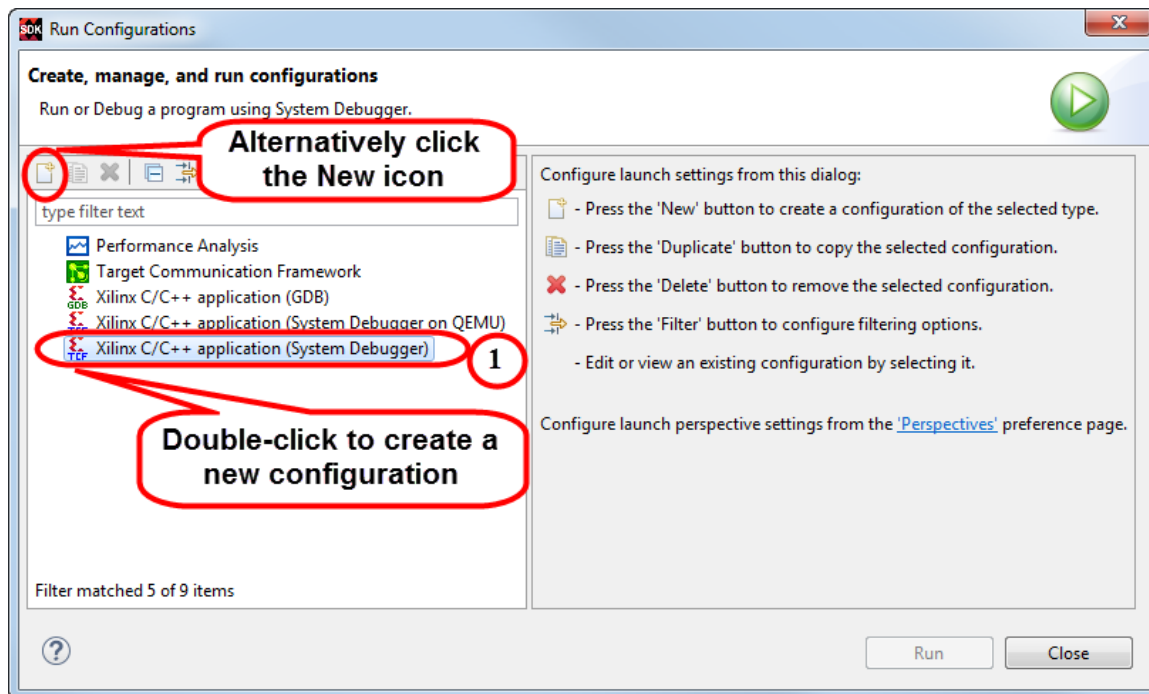 SDK Run Configurations
X
Create, manage, and run configurations
Run or Debug a program using System Debugger.
Alternatively click
the New icon
type filter text
Performance Analysis
Target Communication Framework
GDB Xilinx C/C++ application (GDB)
Xilinx C/C++ application (System Debugger on QEMU)
TCF Xilinx C/C++ application (System Debugger)
1
Double-click to create a
new configuration
Filter matched 5 of 9 items
Configure launch settings from this dialog:
- Press the 'New' button to create a configuration of the selected type.
- Press the 'Duplicate' button to copy the selected configuration.
- Press the 'Delete' button to remove the selected configuration.
- Press the 'Filter' button to configure filtering options.
- Edit or view an existing configuration by selecting it.
Configure launch perspective settings from the 'Perspectives' preference page.
?
Run
Close